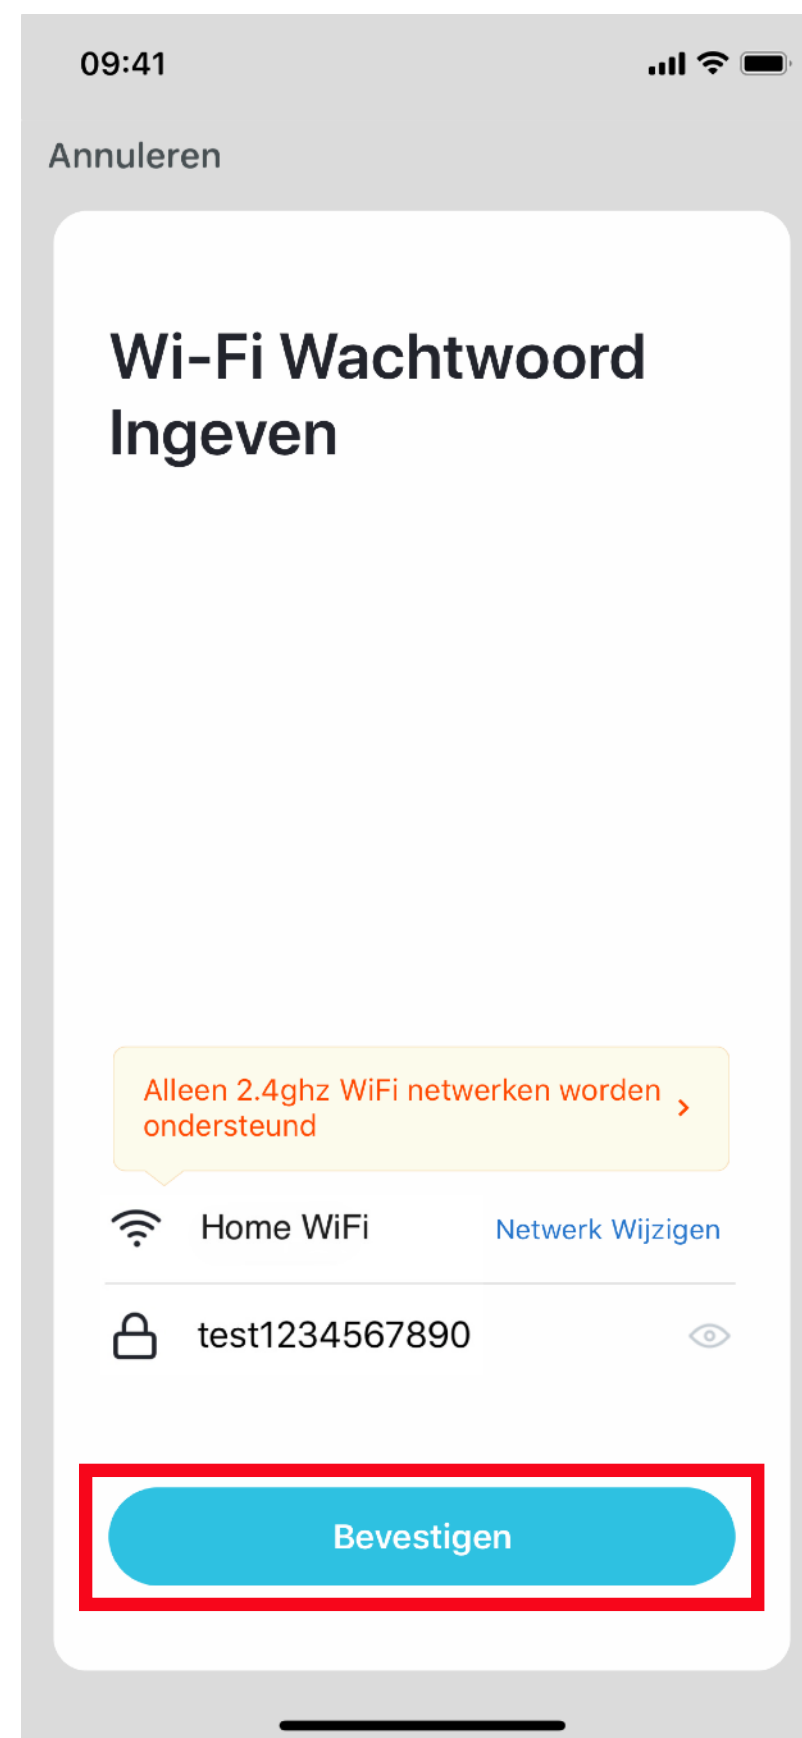 09:41
Annuleren
Wi-Fi Wachtwoord
Ingeven
Alleen 2.4ghz WiFi netwerken worden
ondersteund
Home WiFi Netwerk Wijzigen
test1234567890
Bevestigen